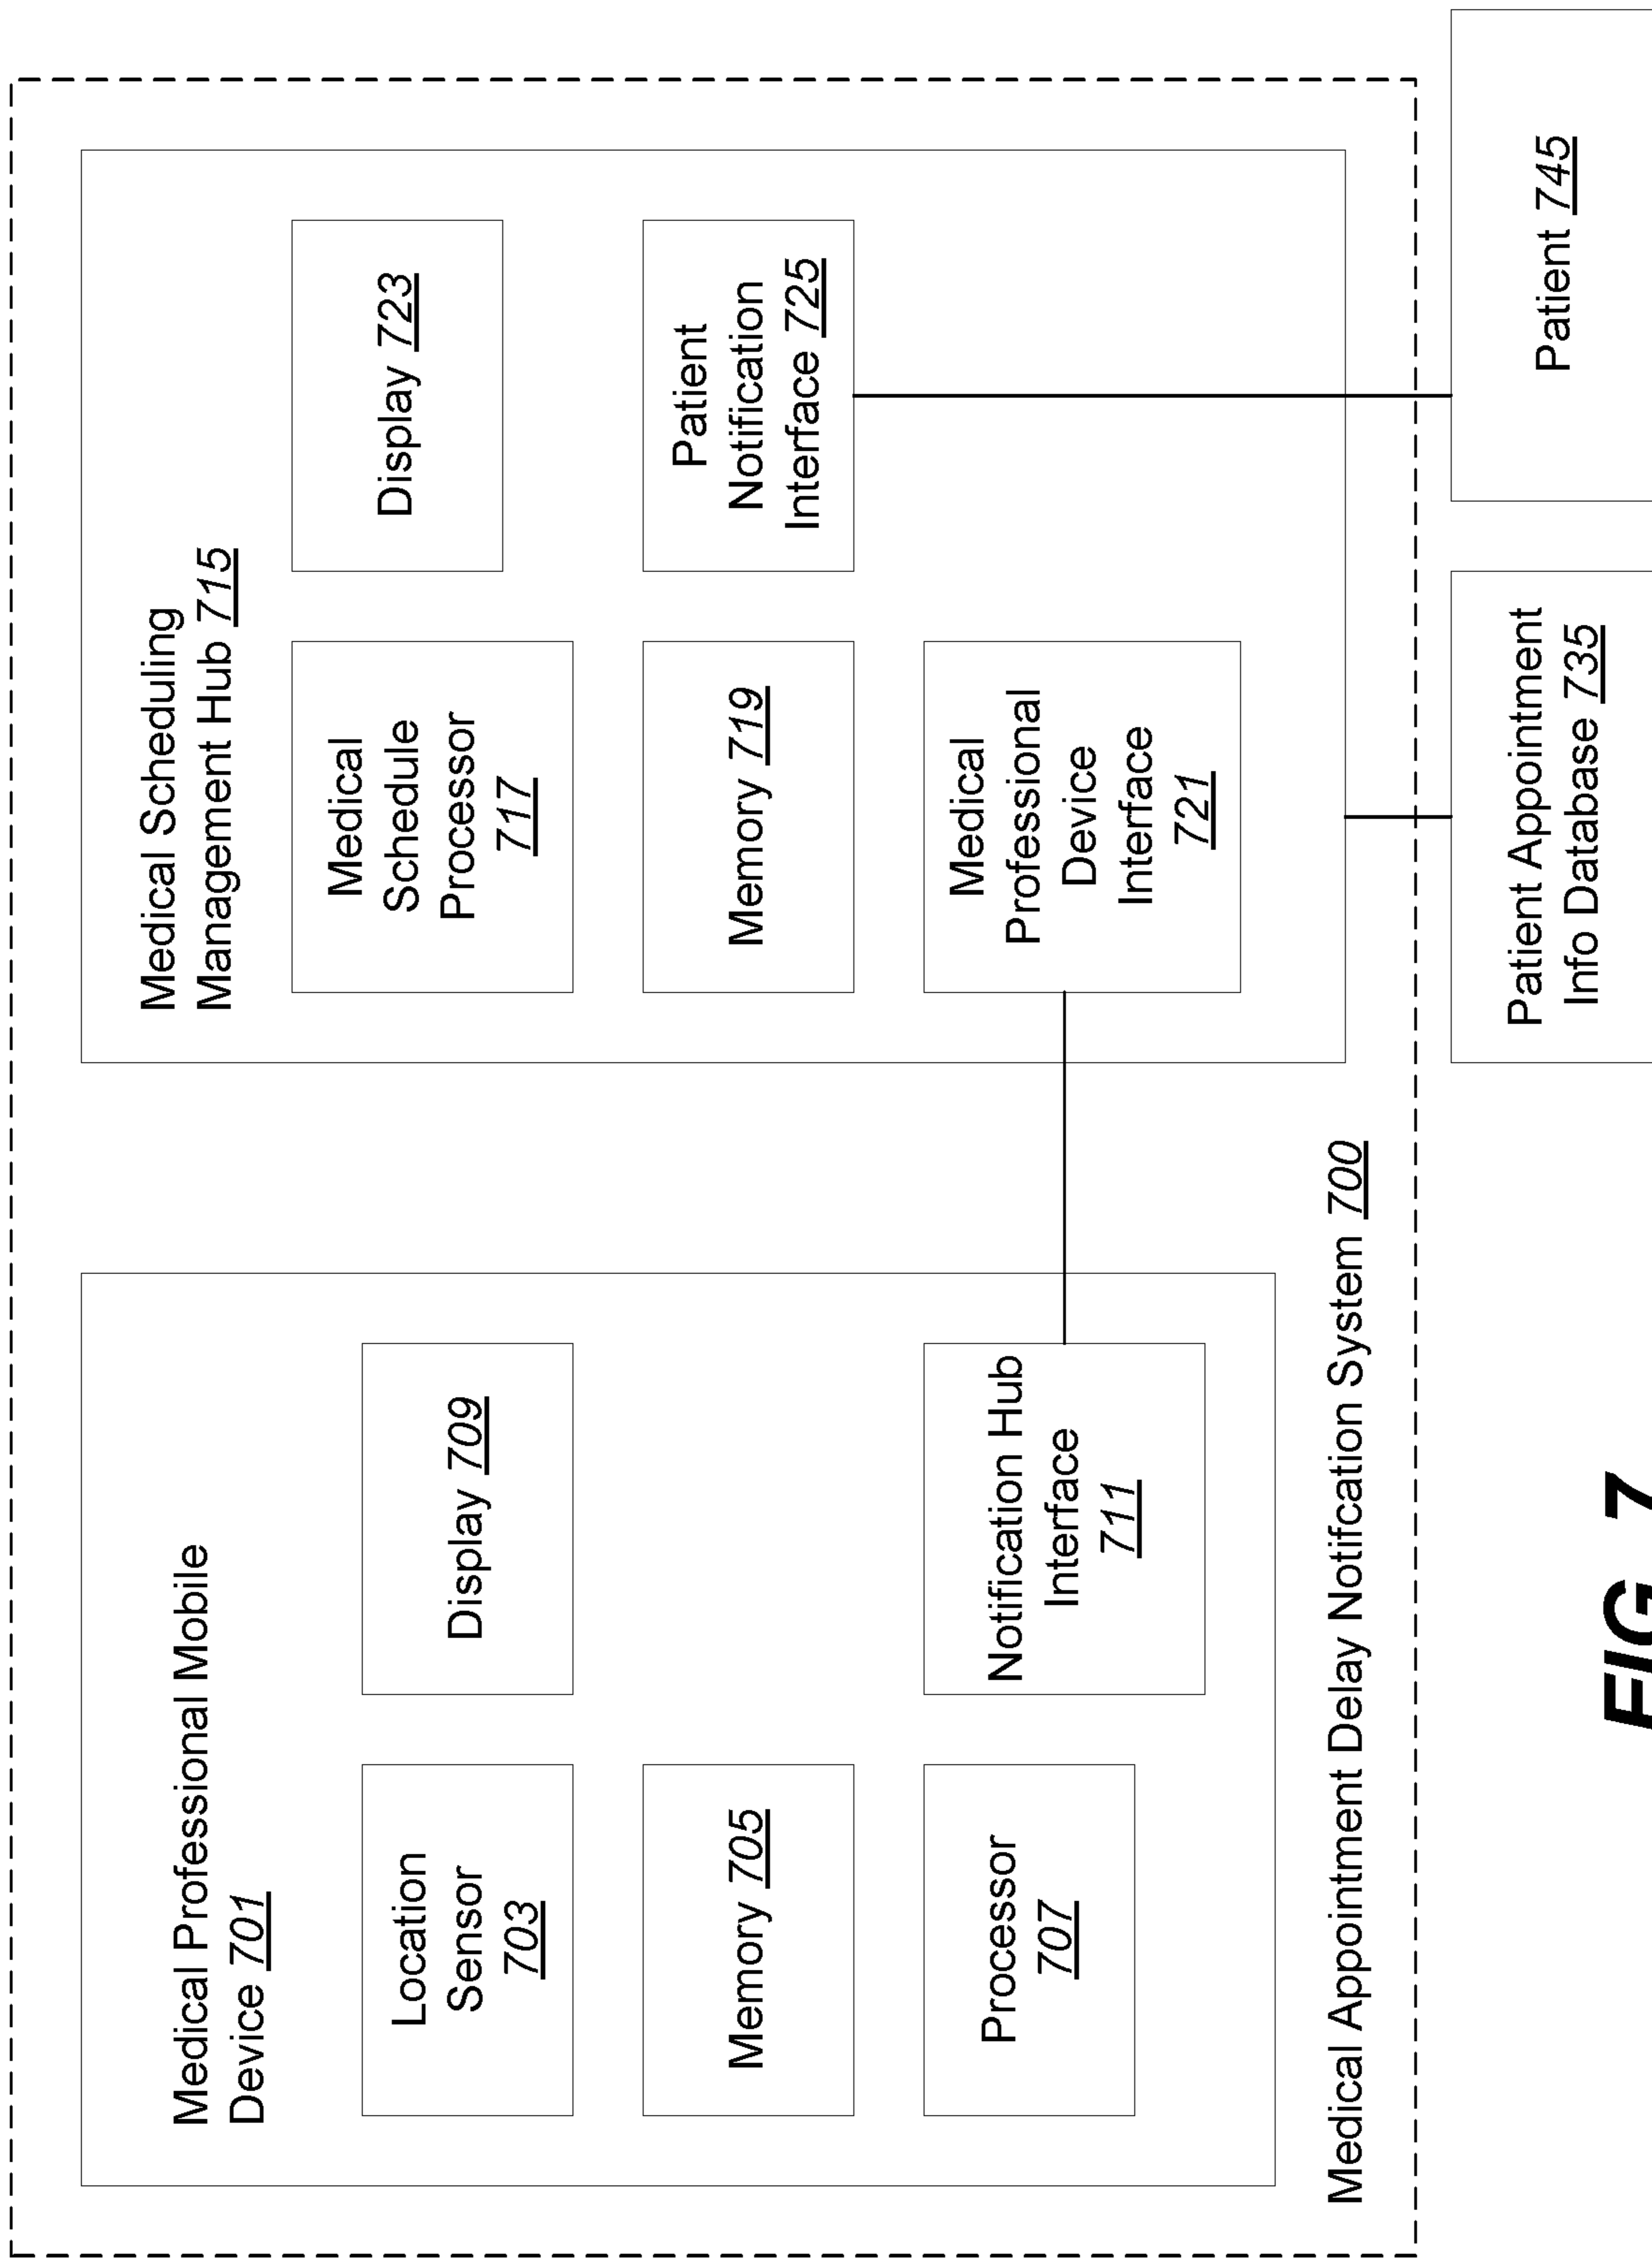 Medical Professional Mobile
Device 701
Location
Sensor
703
Display 709
Memory 705
Processor
707
Notification Hub
Interface
711
Medical Scheduling
Management Hub 715
Medical
Schedule
Processor
717
Display 723
Memory 719
Patient
Notification
Interface 725
Medical
Professional
Device
Interface
721
Medical Appointment Delay Notifcation System 700
Patient Appointment
Info Database 735
Patient 745
FIG. 7